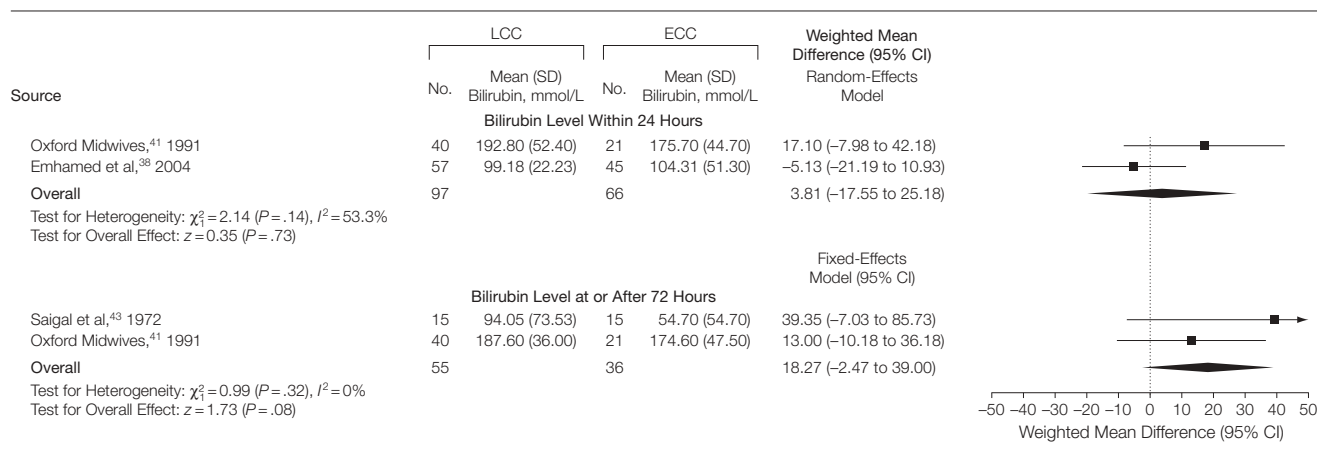 LCC ECC Weighted Mean
Difference (95% CI)
Source No. Mean (SD) Bilirubin, mmol/L No. Mean (SD) Bilirubin, mmol/L Random-Effects Model
Bilirubin Level Within 24 Hours
Oxford Midwives,41 1991 40 192.80 (52.40) 21 175.70 (44.70) 17.10 (–7.98 to 42.18)
Emhamed et al,38 2004 57 99.18 (22.23) 45 104.31 (51.30) –5.13 (–21.19 to 10.93)
Overall 97 66 3.81 (–17.55 to 25.18)
Test for Heterogeneity: χ²₁ = 2.14 (P = .14), I² = 53.3%
Test for Overall Effect: z = 0.35 (P = .73)
Fixed-Effects
Model (95% CI)
Bilirubin Level at or After 72 Hours
Saigal et al,43 1972 15 94.05 (73.53) 15 54.70 (54.70) 39.35 (–7.03 to 85.73)
Oxford Midwives,41 1991 40 187.60 (36.00) 21 174.60 (47.50) 13.00 (–10.18 to 36.18)
Overall 55 36 18.27 (–2.47 to 39.00)
Test for Heterogeneity: χ²₁ = 0.99 (P = .32), I² = 0%
Test for Overall Effect: z = 1.73 (P = .08)
–50 –40 –30 –20 –10 0 10 20 30 40 50
Weighted Mean Difference (95% CI)